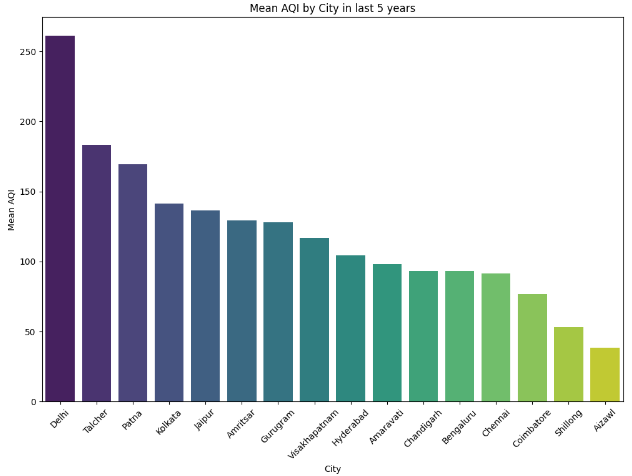 Mean AQI by City in last 5 years
Mean AQI
250
200
150
100
50
0
Delhi
Talcher
Patna
Kolkata
Jaipur
Amritsar
Gurugram
Visakhapatnam
Hyderabad
Amaravati
Chandigarh
Bengaluru
Chennai
Coimbatore
Shillong
Aizawl
City